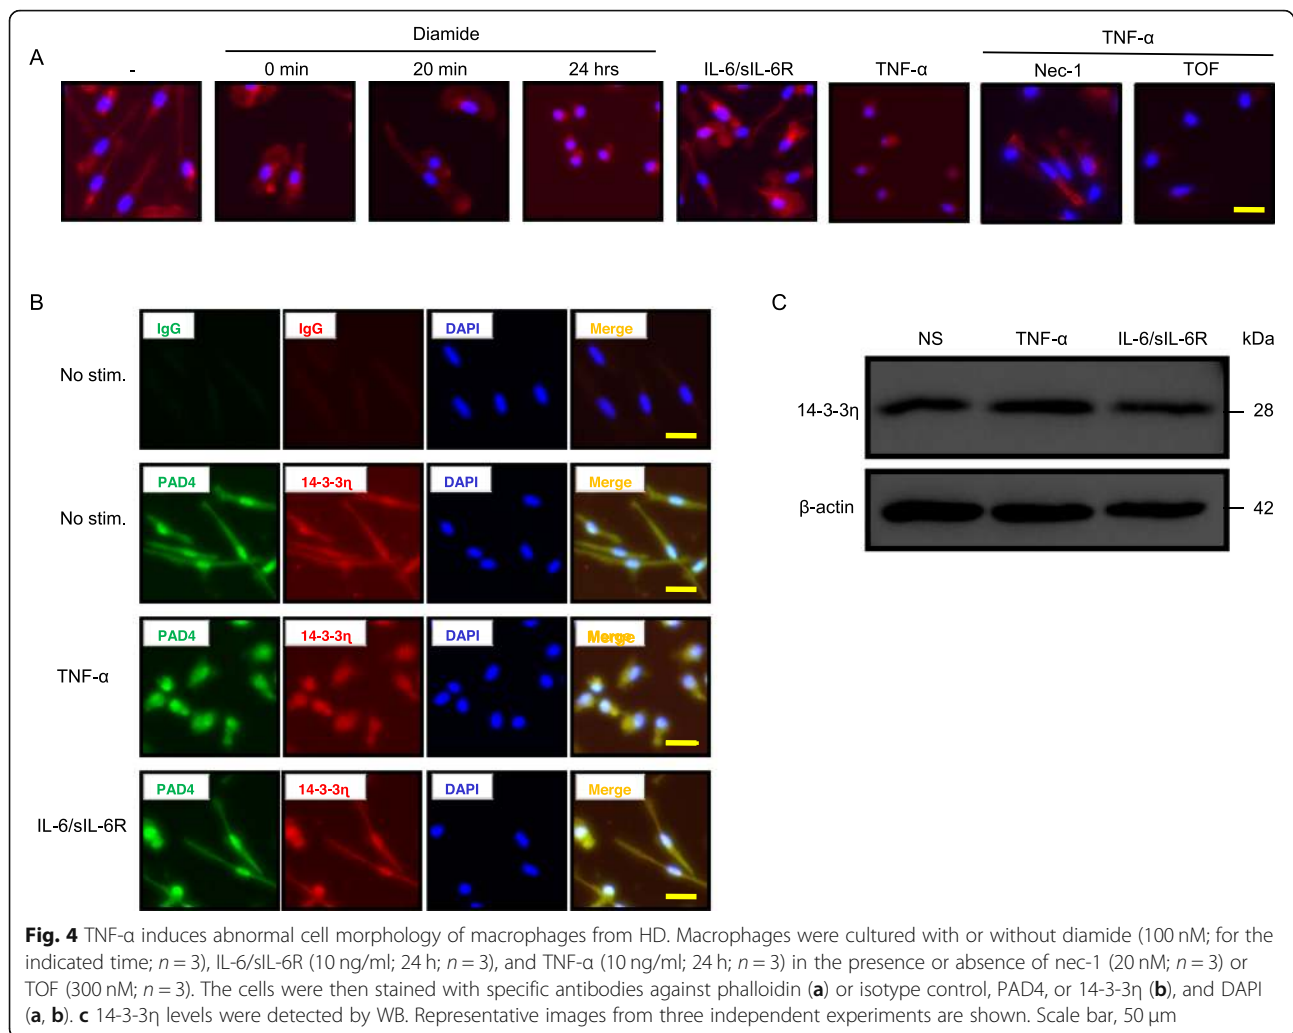 Diamide
TNF-α
A
-
0 min
20 min
24 hrs
IL-6/sIL-6R
TNF-α
Nec-1
TOF
B
IgG
IgG
DAPI
Merge
No stim.
PAD4
14-3-3η
DAPI
Merge
No stim.
PAD4
14-3-3η
DAPI
Merge
TNF-α
PAD4
14-3-3η
DAPI
Merge
IL-6/sIL-6R
C
NS
TNF-α
IL-6/sIL-6R
kDa
14-3-3η
28
β-actin
42
Fig. 4 TNF-α induces abnormal cell morphology of macrophages from HD. Macrophages were cultured with or without diamide (100 nM; for the
indicated time; n = 3), IL-6/sIL-6R (10 ng/ml; 24 h; n = 3), and TNF-α (10 ng/ml; 24 h; n = 3) in the presence or absence of nec-1 (20 nM; n = 3) or
TOF (300 nM; n = 3). The cells were then stained with specific antibodies against phalloidin (a) or isotype control, PAD4, or 14-3-3η (b), and DAPI
(a, b). c 14-3-3η levels were detected by WB. Representative images from three independent experiments are shown. Scale bar, 50 μm